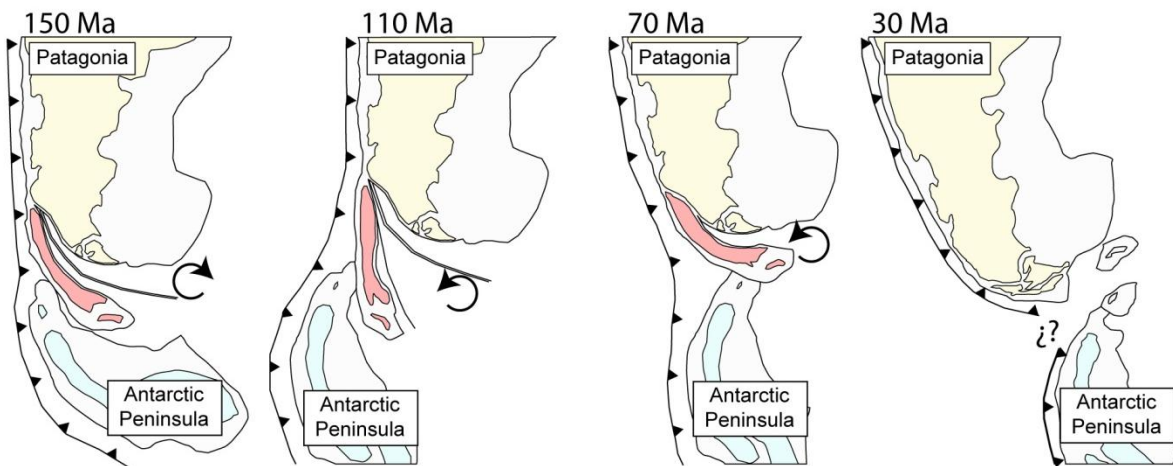 150 Ma
110 Ma
70 Ma
30 Ma
Patagonia
Patagonia
Patagonia
Patagonia
¿?
Antarctic
Peninsula
Antarctic
Peninsula
Antarctic
Peninsula
Antarctic
Peninsula